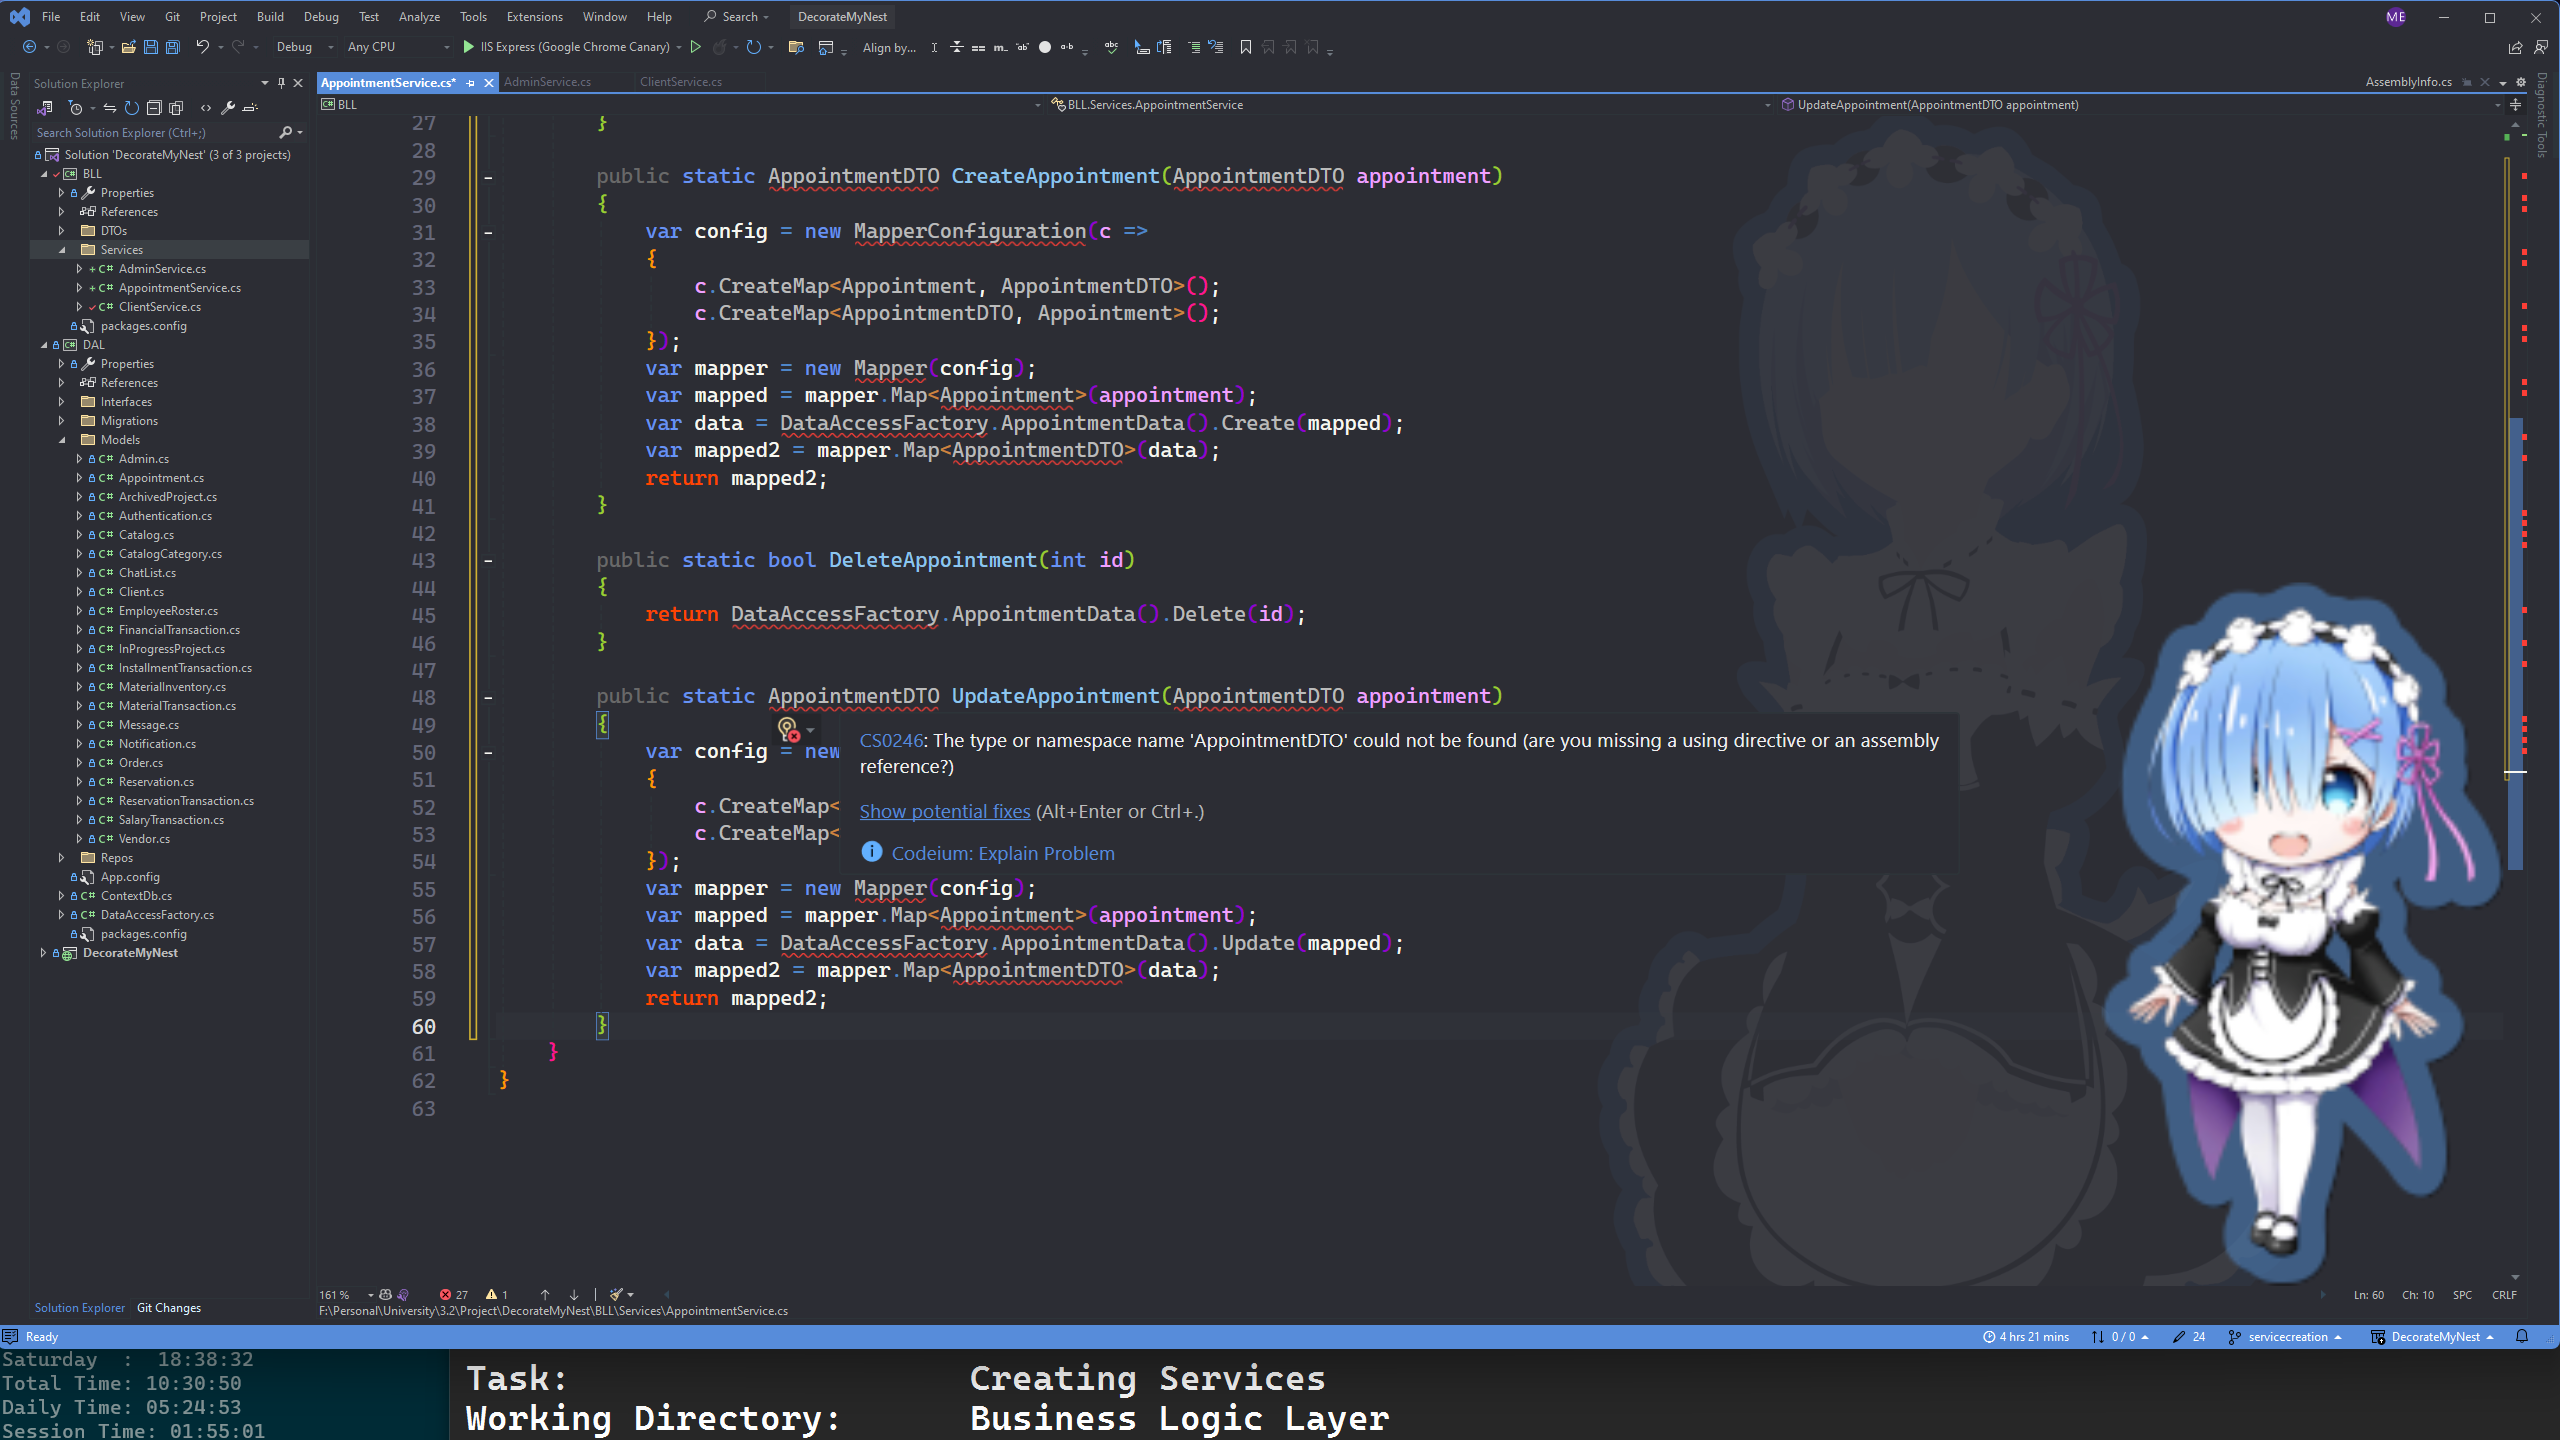 File Edit View Git Project Build Debug Test Analyze Tools Extensions Window Help Search DecorateMyNest ME
Debug Any CPU IIS Express (Google Chrome Canary) Align by...
Data Sources
Solution Explorer
Search Solution Explorer (Ctrl+;)
Solution 'DecorateMyNest' (3 of 3 projects)
BLL
Properties
References
DTOs
Services
AdminService.cs
AppointmentService.cs
ClientService.cs
packages.config
DAL
Properties
References
Interfaces
Migrations
Models
Admin.cs
Appointment.cs
ArchivedProject.cs
Authentication.cs
Catalog.cs
CatalogCategory.cs
ChatList.cs
Client.cs
EmployeeRoster.cs
FinancialTransaction.cs
InProgressProject.cs
InstallmentTransaction.cs
MaterialInventory.cs
MaterialTransaction.cs
Message.cs
Notification.cs
Order.cs
Reservation.cs
ReservationTransaction.cs
SalaryTransaction.cs
Vendor.cs
Repos
App.config
ContextDb.cs
DataAccessFactory.cs
packages.config
DecorateMyNest
Solution Explorer Git Changes
AppointmentService.cs* AdminService.cs ClientService.cs AssemblyInfo.cs
BLL BLL.Services.AppointmentService UpdateAppointment(AppointmentDTO appointment)
Diagnostic Tools
27 }
28
29 public static AppointmentDTO CreateAppointment(AppointmentDTO appointment)
30 {
31 var config = new MapperConfiguration(c =>
32 {
33 c.CreateMap<Appointment, AppointmentDTO>();
34 c.CreateMap<AppointmentDTO, Appointment>();
35 });
36 var mapper = new Mapper(config);
37 var mapped = mapper.Map<Appointment>(appointment);
38 var data = DataAccessFactory.AppointmentData().Create(mapped);
39 var mapped2 = mapper.Map<AppointmentDTO>(data);
40 return mapped2;
41 }
42
43 public static bool DeleteAppointment(int id)
44 {
45 return DataAccessFactory.AppointmentData().Delete(id);
46 }
47
48 public static AppointmentDTO UpdateAppointment(AppointmentDTO appointment)
49 {
50 var config = new
51 {
52 c.CreateMap<
53 c.CreateMap<
54 });
55 var mapper = new Mapper(config);
56 var mapped = mapper.Map<Appointment>(appointment);
57 var data = DataAccessFactory.AppointmentData().Update(mapped);
58 var mapped2 = mapper.Map<AppointmentDTO>(data);
59 return mapped2;
60 }
61 }
62 }
63
CS0246: The type or namespace name 'AppointmentDTO' could not be found (are you missing a using directive or an assembly
reference?)
Show potential fixes (Alt+Enter or Ctrl+.)
Codeium: Explain Problem
161 % 27 1 Ln: 60 Ch: 10 SPC CRLF
F:\Personal\University\3.2\Project\DecorateMyNest\BLL\Services\AppointmentService.cs
Ready 4 hrs 21 mins 0 / 0 24 servicecreation DecorateMyNest
Saturday : 18:38:32
Total Time: 10:30:50
Daily Time: 05:24:53
Session Time: 01:55:01
Task: Creating Services
Working Directory: Business Logic Layer